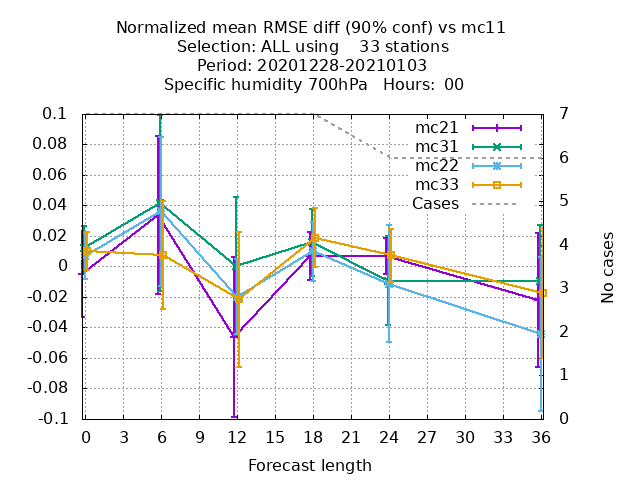 Normalized mean RMSE diff (90% conf) vs mc11
Selection: ALL using    33 stations
Period: 20201228-20210103
Specific humidity 700hPa   Hours:  00
0.1
0.08
0.06
0.04
0.02
0
-0.02
-0.04
-0.06
-0.08
-0.1
7
6
5
4
3
2
1
0
No cases
mc21
mc31
mc22
mc33
Cases
0 3 6 9 12 15 18 21 24 27 30 33 36
Forecast length